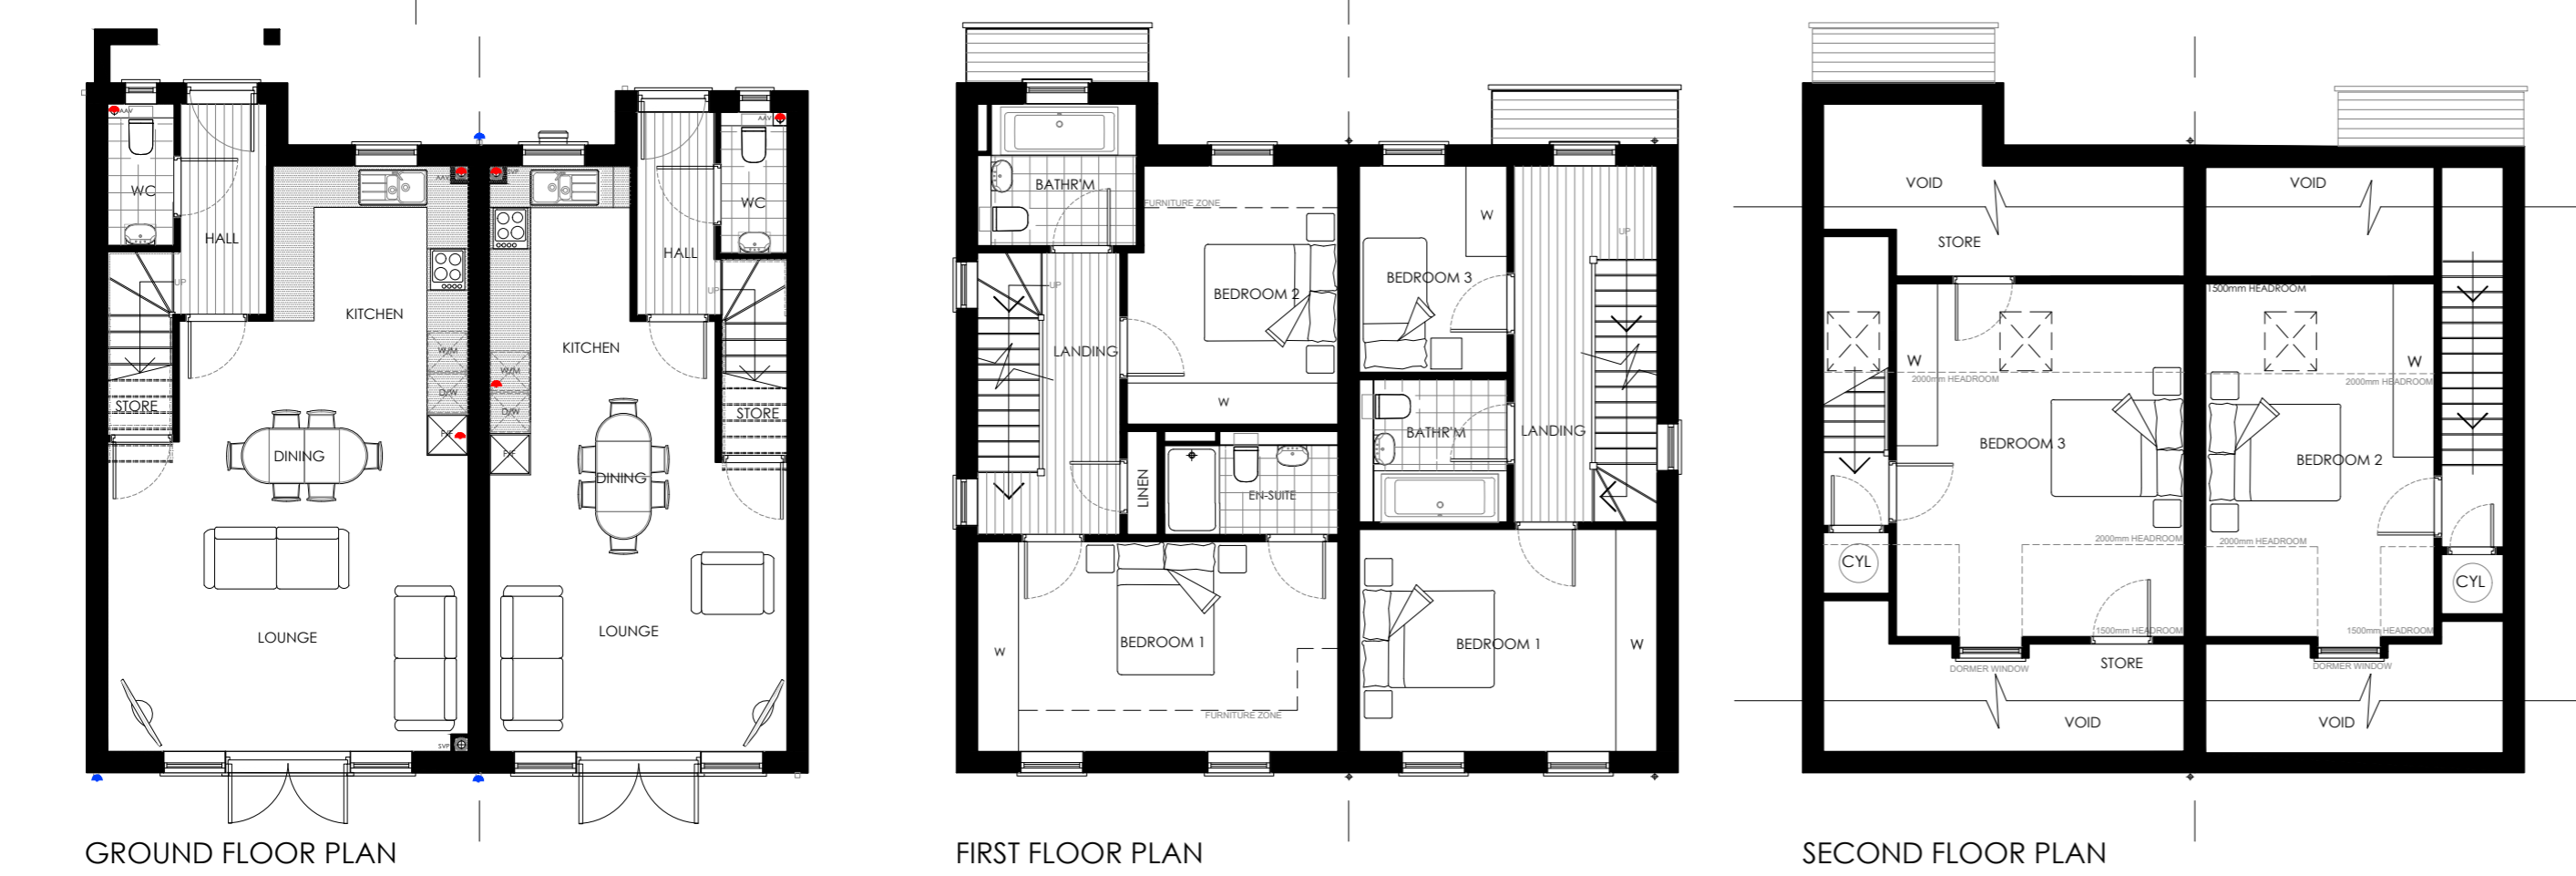 AAV
WC
HALL
UP
STORE
KITCHEN
AAV
W/M
D/W
F/F
DINING
LOUNGE
SVP
SVP
KITCHEN
W/M
D/W
F/F
DINING
LOUNGE
HALL
UP
AAV
WC
STORE
GROUND FLOOR PLAN
BATHR'M
FURNITURE ZONE
UP
BEDROOM 2
LANDING
W
LINEN
EN-SUITE
W
BEDROOM 1
FURNITURE ZONE
W
BEDROOM 3
UP
BATHR'M
LANDING
BEDROOM 1
W
FIRST FLOOR PLAN
VOID
STORE
W
2000mm HEADROOM
BEDROOM 3
CYL
2000mm HEADROOM
1500mm HEADROOM
DORMER WINDOW
STORE
VOID
VOID
1500mm HEADROOM
W
2000mm HEADROOM
BEDROOM 2
2000mm HEADROOM
CYL
1500mm HEADROOM
DORMER WINDOW
VOID
SECOND FLOOR PLAN